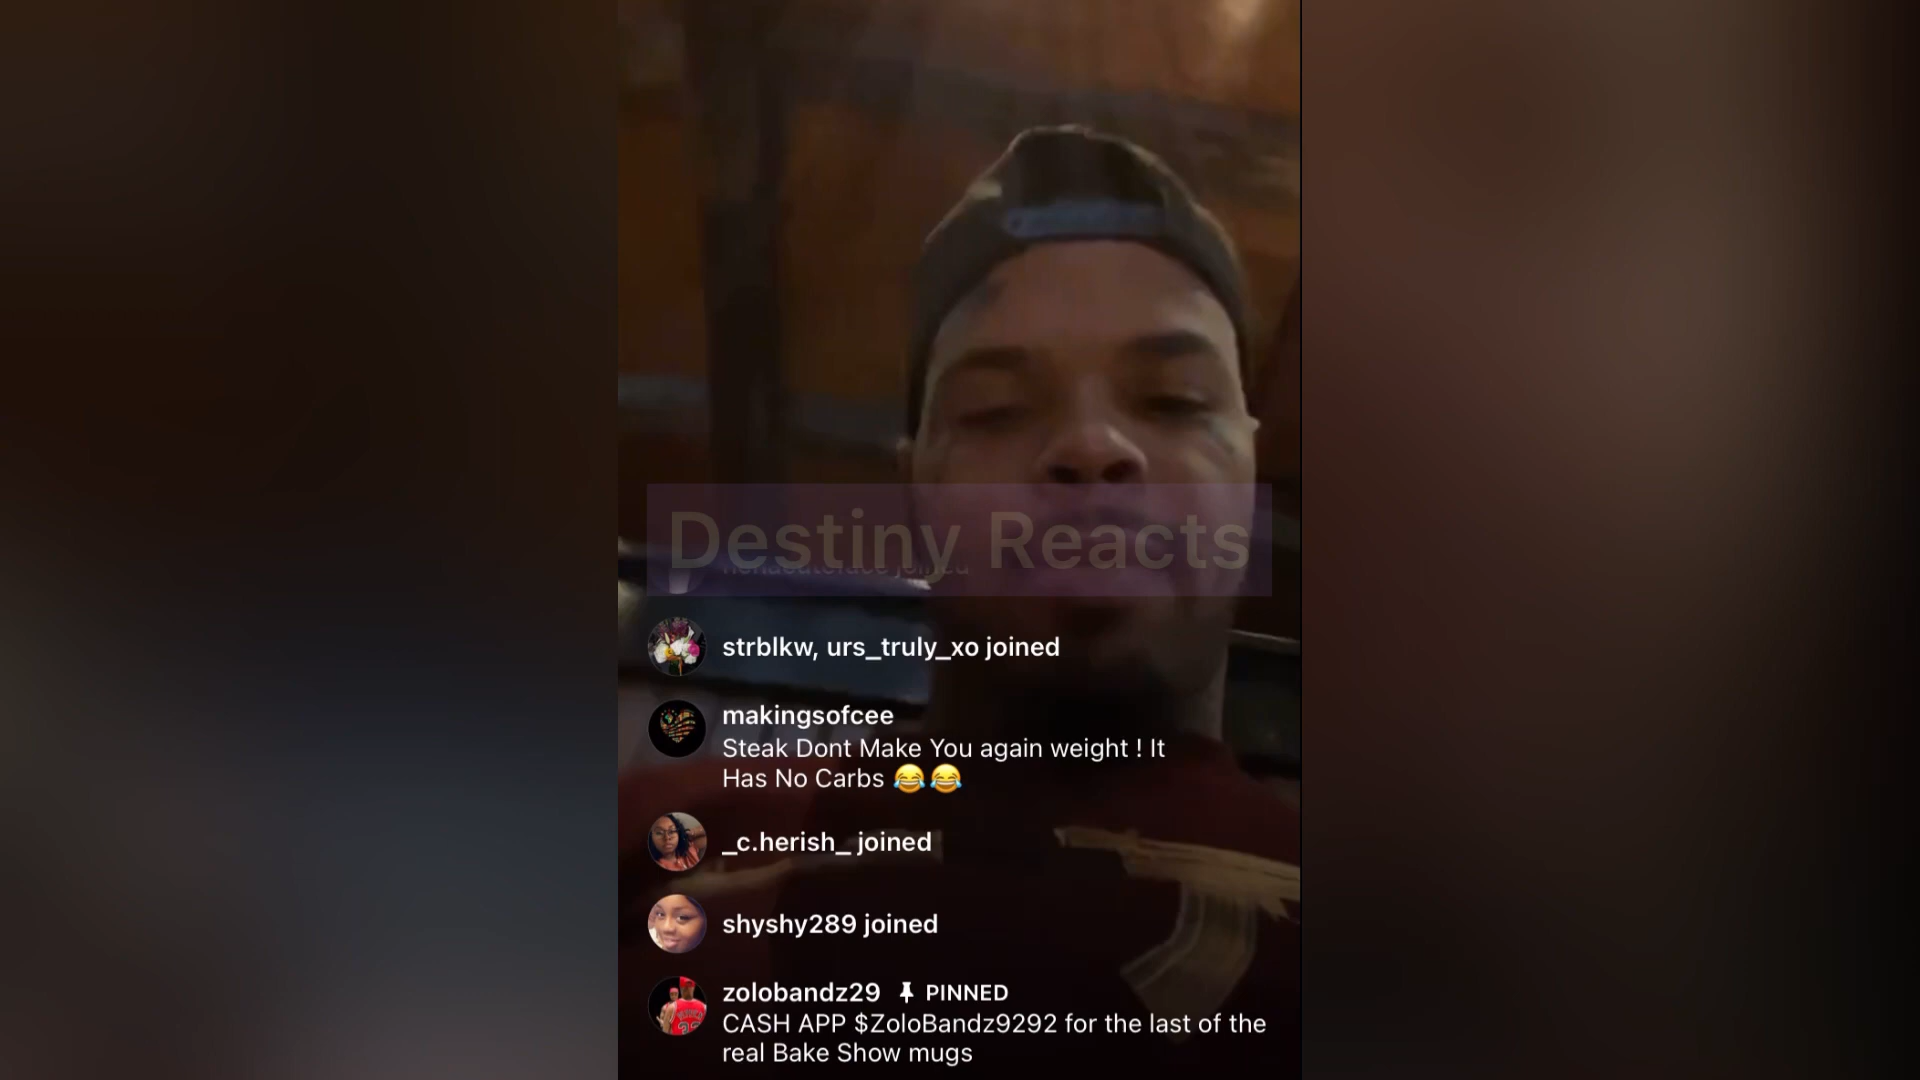 Destiny Reacts
strblkw, urs_truly_xo joined
makingsofcee
Steak Dont Make You again weight ! It
Has No Carbs 😂😂
_c.herish_ joined
shyshy289 joined
zolobandz29 PINNED
CASH APP $ZoloBandz9292 for the last of the
real Bake Show mugs